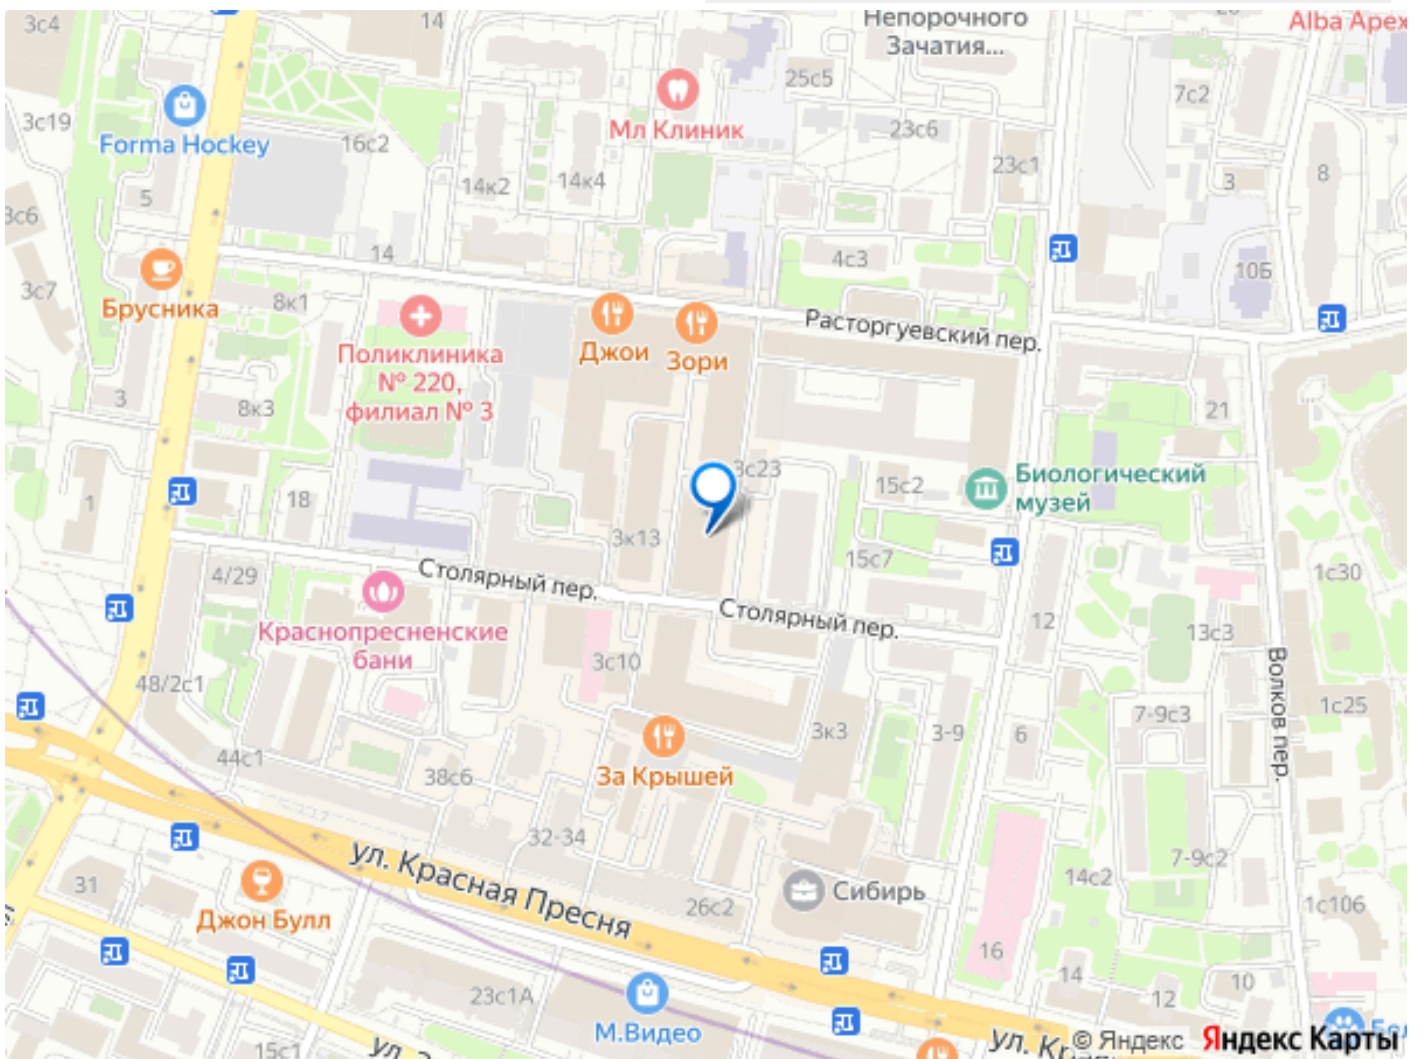 3с4
14
Непорочного
Зачатия...
Alba Apex
25с5
7с2
3с19
Forma Hockey
16с2
Мл Клиник
23с6
23с1
3
8
5
14к2
14к4
3с6
14
4с3
10Б
3с7
Брусника
8к1
Поликлиника
№ 220,
филиал № 3
Джои
Зори
Расторгуевский пер.
3
8к3
21
1
18
3с23
15с2
Биологический
музей
3к13
15с7
4/29
Столярный пер.
Столярный пер.
1с30
Краснопресненские
бани
12
13с3
3с10
48/2с1
Волков пер.
7-9с3
1с25
44с1
38с6
За Крышей
3к3
3-9
6
32-34
ул. Красная Пресня
7-9с2
31
Джон Булл
26с2
Сибирь
14с2
1с106
16
14
10
12
23с1А
М.Видео
15с1
© Яндекс
Яндекс Карты